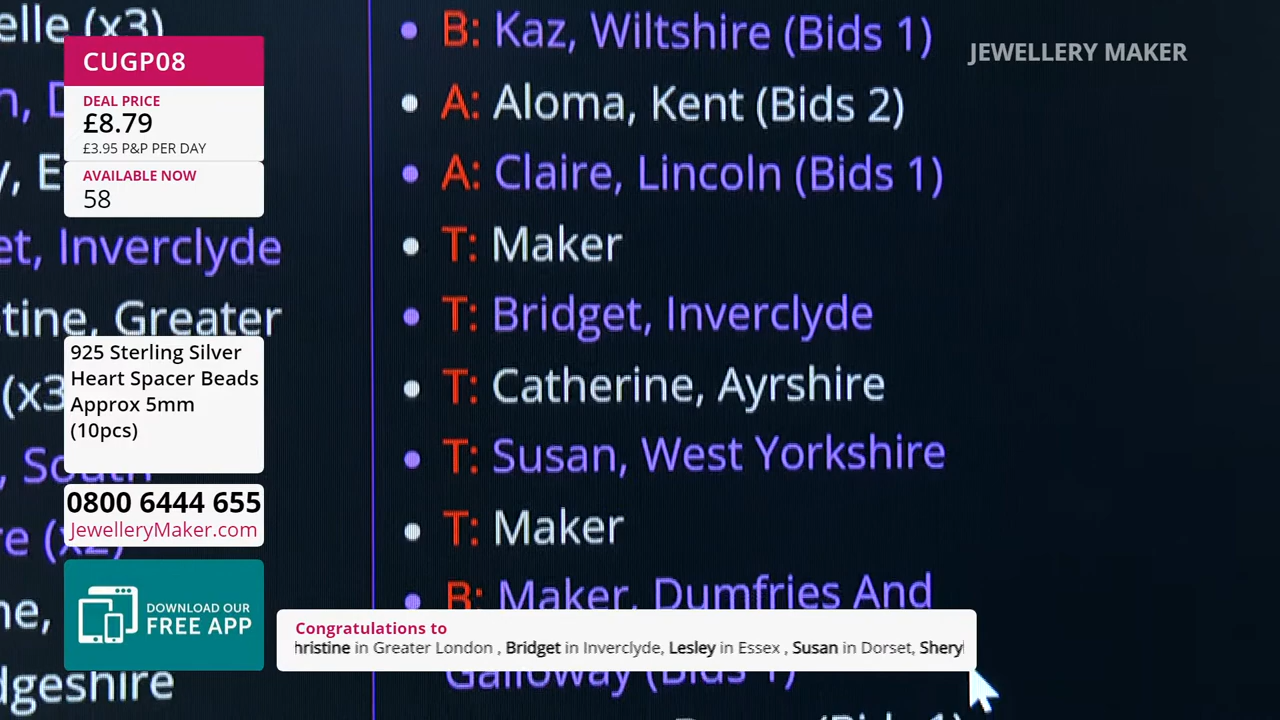 elle (x3)
CUGP08
DEAL PRICE
£8.79
£3.95 P&P PER DAY
AVAILABLE NOW
58
et, Inverclyde
stine, Greater
925 Sterling Silver
Heart Spacer Beads
Approx 5mm
(10pcs)
(x3
, South
0800 6444 655
JewelleryMaker.com
re (x2)
ne,
DOWNLOAD OUR
FREE APP
dgeshire
B: Kaz, Wiltshire (Bids 1)
A: Aloma, Kent (Bids 2)
A: Claire, Lincoln (Bids 1)
T: Maker
T: Bridget, Inverclyde
T: Catherine, Ayrshire
T: Susan, West Yorkshire
T: Maker
B: Maker, Dumfries And
Galloway (Bids 1)
Congratulations to
hristine in Greater London , Bridget in Inverclyde, Lesley in Essex , Susan in Dorset, Shery
JEWELLERY MAKER